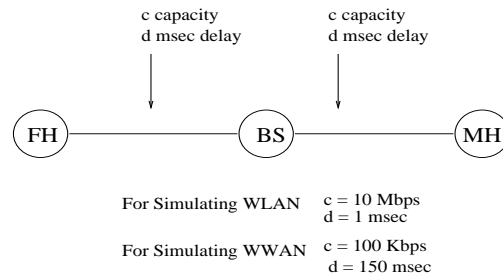 c capacity
d msec delay
c capacity
d msec delay
FH
BS
MH
For Simulating WLAN
c = 10 Mbps
d = 1 msec
For Simulating WWAN
c = 100 Kbps
d = 150 msec